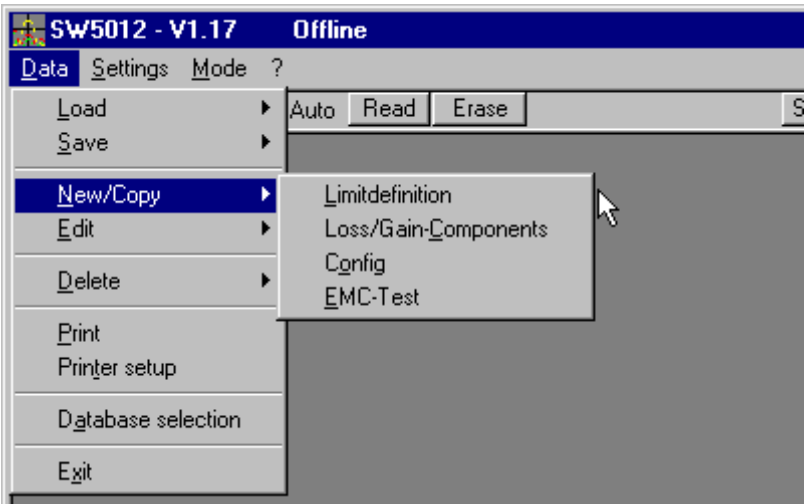 SW5012 - V1.17 Offline
Data Settings Mode ?
Auto Read Erase S
Load
Save
New/Copy
Edit
Delete
Print
Printer setup
Database selection
Exit
Limitdefinition
Loss/Gain-Components
Config
EMC-Test